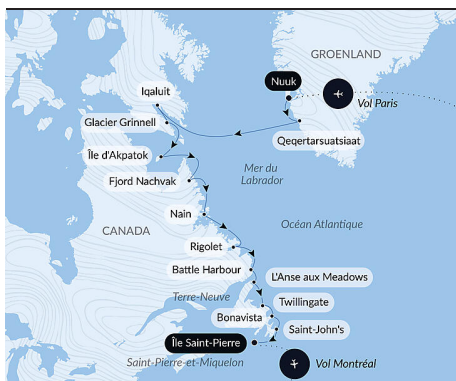 GROENLAND
Nuuk
Vol Paris
Iqaluit
Glacier Grinnell
Qeqertarsuatsiaat
Île d'Akpatok
Mer du
Labrador
Fjord Nachvak
Nain
Océan Atlantique
CANADA
Rigolet
Battle Harbour
L'Anse aux Meadows
Terre-Neuve
Twillingate
Bonavista
Saint-John's
Île Saint-Pierre
Saint-Pierre-et-Miquelon
Vol Montréal